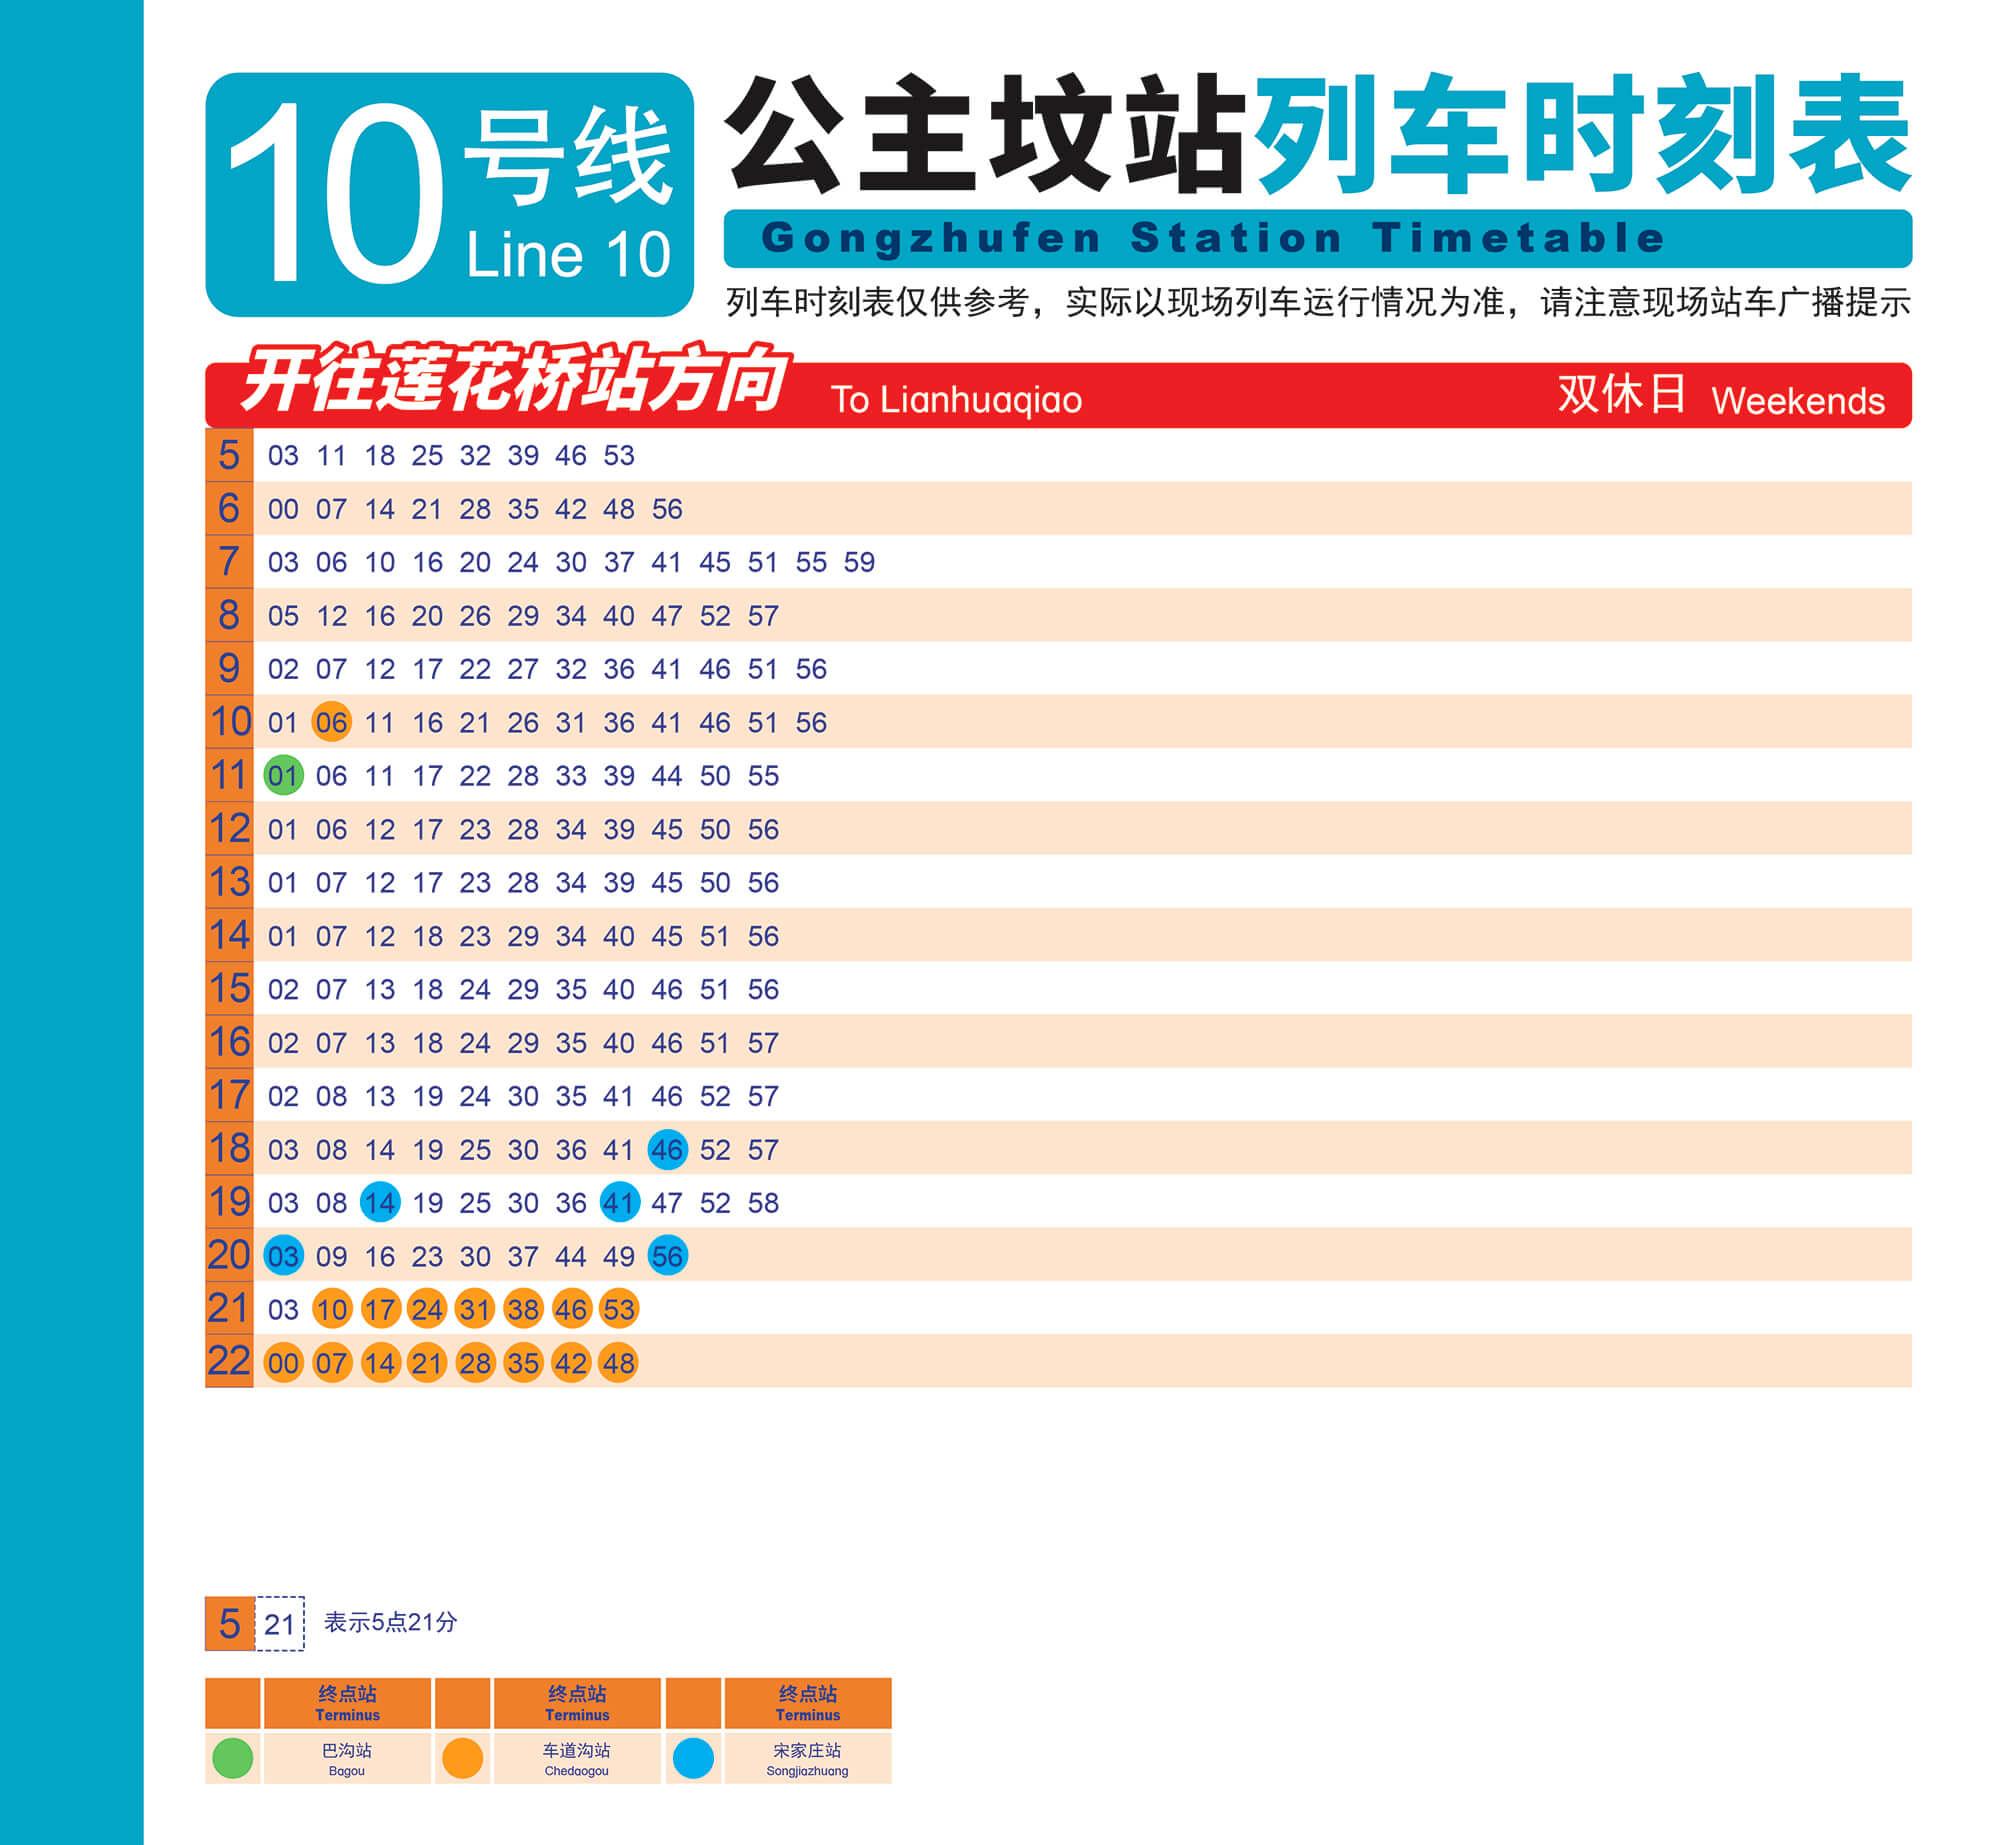 10 号线
Line 10
公主坟站列车时刻表
Gongzhufen Station Timetable
列车时刻表仅供参考，实际以现场列车运行情况为准，请注意现场站车广播提示
开往莲花桥站方向 To Lianhuaqiao 双休日 Weekends
5 03 11 18 25 32 39 46 53
6 00 07 14 21 28 35 42 48 56
7 03 06 10 16 20 24 30 37 41 45 51 55 59
8 05 12 16 20 26 29 34 40 47 52 57
9 02 07 12 17 22 27 32 36 41 46 51 56
10 01 06 11 16 21 26 31 36 41 46 51 56
11 01 06 11 17 22 28 33 39 44 50 55
12 01 06 12 17 23 28 34 39 45 50 56
13 01 07 12 17 23 28 34 39 45 50 56
14 01 07 12 18 23 29 34 40 45 51 56
15 02 07 13 18 24 29 35 40 46 51 56
16 02 07 13 18 24 29 35 40 46 51 57
17 02 08 13 19 24 30 35 41 46 52 57
18 03 08 14 19 25 30 36 41 46 52 57
19 03 08 14 19 25 30 36 41 47 52 58
20 03 09 16 23 30 37 44 49 56
21 03 10 17 24 31 38 46 53
22 00 07 14 21 28 35 42 48
5 21 表示5点21分
终点站 终点站 终点站
Terminus Terminus Terminus
巴沟站 车道沟站 宋家庄站
Bagou Chedaogou Songjiazhuang